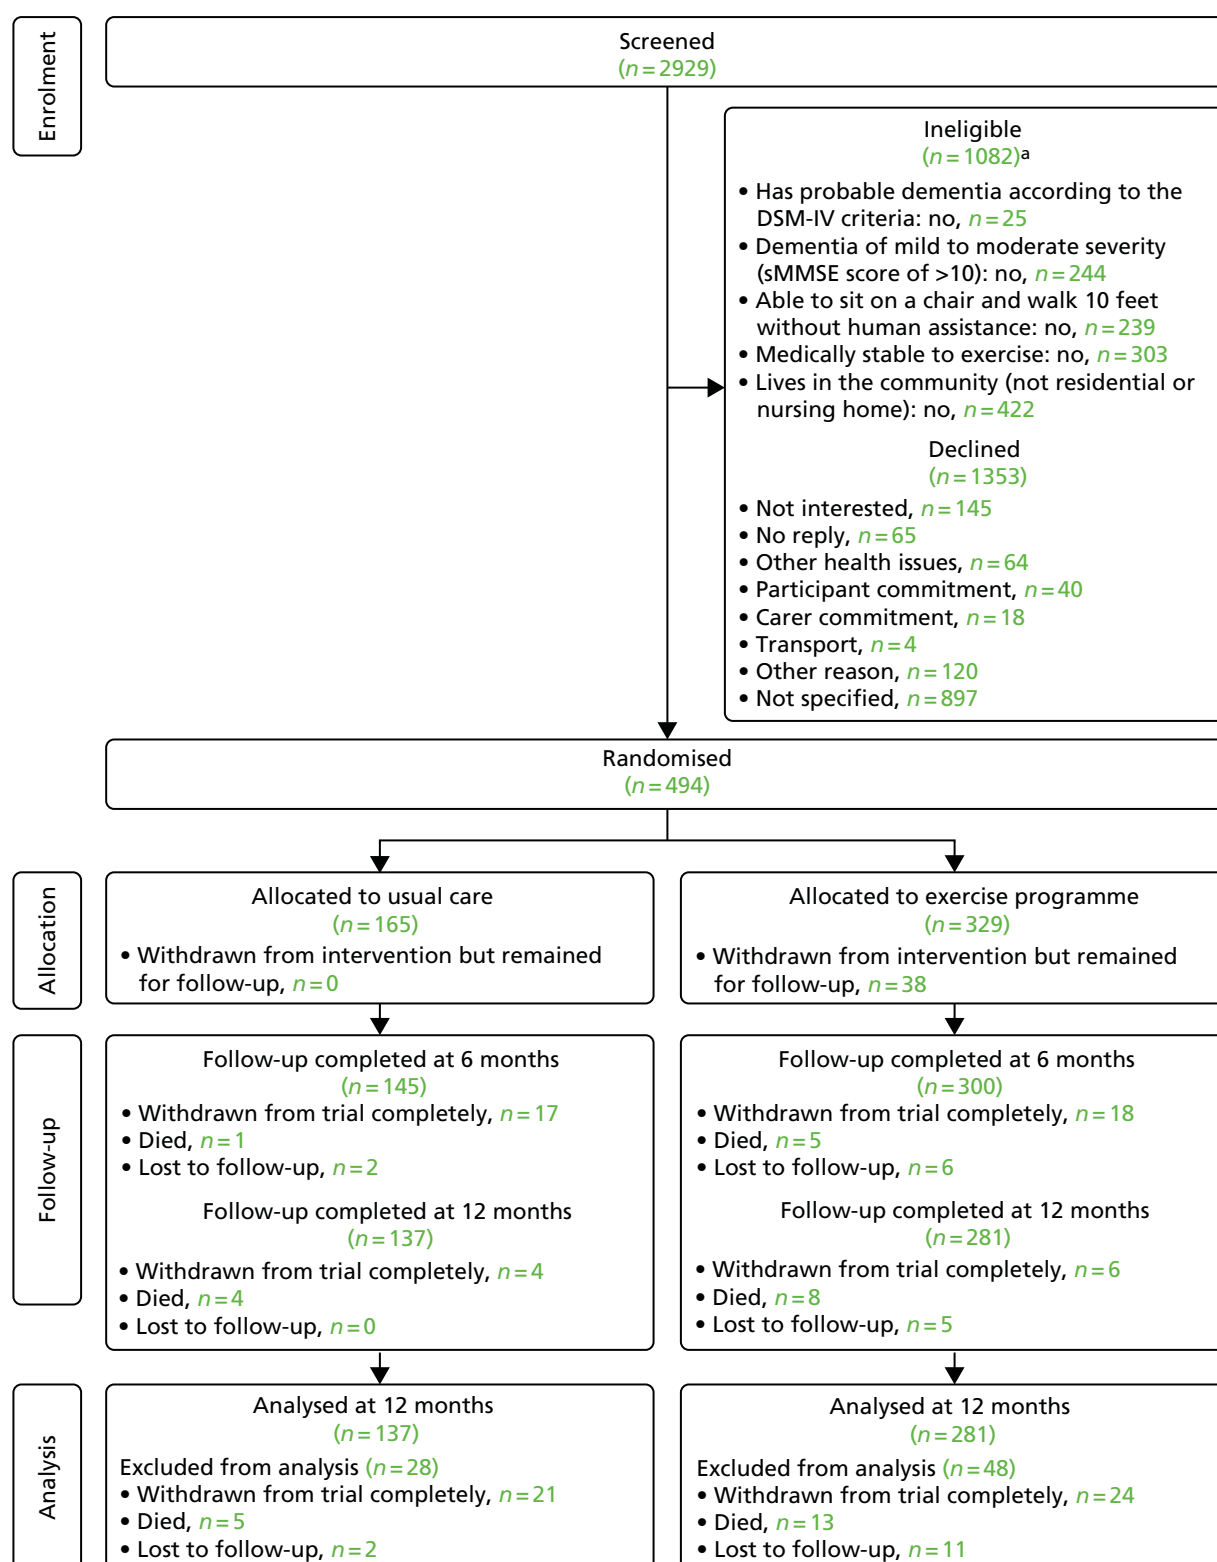 Enrolment
Screened
(n=2929)
Ineligible
(n=1082)a
• Has probable dementia according to the
DSM-IV criteria: no, n=25
• Dementia of mild to moderate severity
(sMMSE score of >10): no, n=244
• Able to sit on a chair and walk 10 feet
without human assistance: no, n=239
• Medically stable to exercise: no, n=303
• Lives in the community (not residential or
nursing home): no, n=422
Declined
(n=1353)
• Not interested, n=145
• No reply, n=65
• Other health issues, n=64
• Participant commitment, n=40
• Carer commitment, n=18
• Transport, n=4
• Other reason, n=120
• Not specified, n=897
Randomised
(n=494)
Allocation
Allocated to usual care
(n=165)
• Withdrawn from intervention but remained
for follow-up, n=0
Allocated to exercise programme
(n=329)
• Withdrawn from intervention but remained
for follow-up, n=38
Follow-up
Follow-up completed at 6 months
(n=145)
• Withdrawn from trial completely, n=17
• Died, n=1
• Lost to follow-up, n=2
Follow-up completed at 12 months
(n=137)
• Withdrawn from trial completely, n=4
• Died, n=4
• Lost to follow-up, n=0
Follow-up completed at 6 months
(n=300)
• Withdrawn from trial completely, n=18
• Died, n=5
• Lost to follow-up, n=6
Follow-up completed at 12 months
(n=281)
• Withdrawn from trial completely, n=6
• Died, n=8
• Lost to follow-up, n=5
Analysis
Analysed at 12 months
(n=137)
Excluded from analysis (n=28)
• Withdrawn from trial completely, n=21
• Died, n=5
• Lost to follow-up, n=2
Analysed at 12 months
(n=281)
Excluded from analysis (n=48)
• Withdrawn from trial completely, n=24
• Died, n=13
• Lost to follow-up, n=11